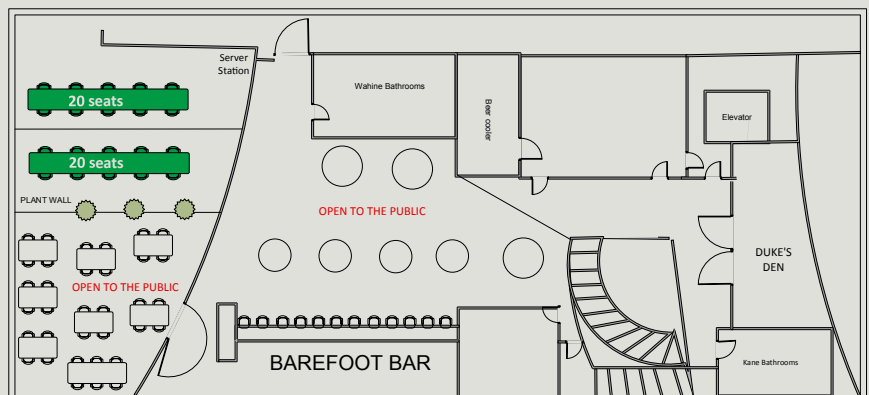 Server
Station
Wahine Bathrooms
Beer cooler
20 seats
Elevator
20 seats
PLANT WALL
OPEN TO THE PUBLIC
DUKE'S
DEN
OPEN TO THE PUBLIC
BAREFOOT BAR
Kane Bathrooms